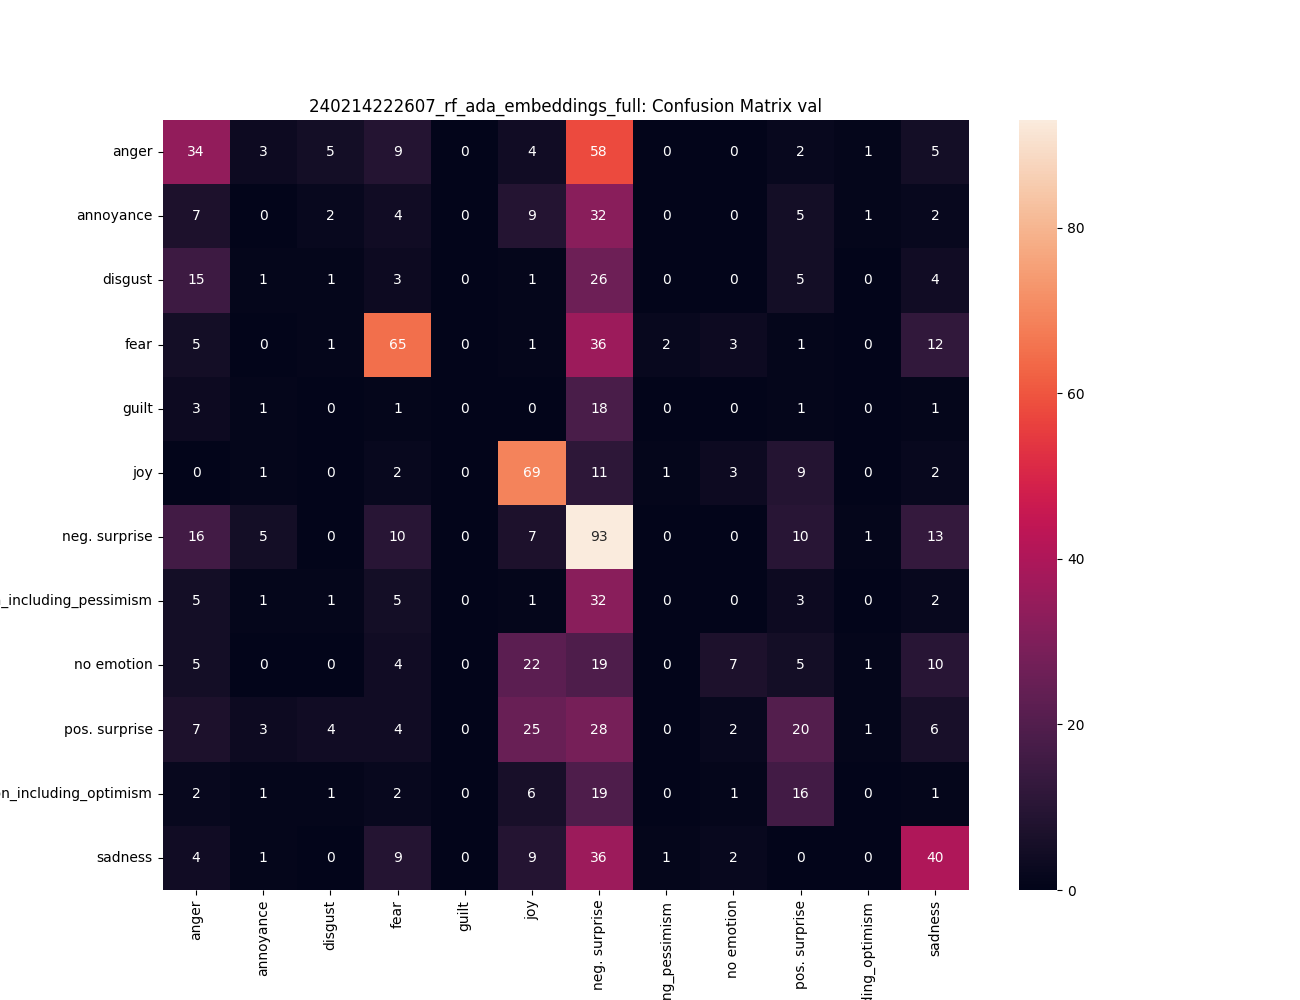 240214222607_rf_ada_embeddings_full: Confusion Matrix val
anger 34 3 5 9 0 4 58 0 0 2 1 5
annoyance 7 0 2 4 0 9 32 0 0 5 1 2
disgust 15 1 1 3 0 1 26 0 0 5 0 4
fear 5 0 1 65 0 1 36 2 3 1 0 12
guilt 3 1 0 1 0 0 18 0 0 1 0 1
joy 0 1 0 2 0 69 11 1 3 9 0 2
neg. surprise 16 5 0 10 0 7 93 0 0 10 1 13
_including_pessimism 5 1 1 5 0 1 32 0 0 3 0 2
no emotion 5 0 0 4 0 22 19 0 7 5 1 10
pos. surprise 7 3 4 4 0 25 28 0 2 20 1 6
on_including_optimism 2 1 1 2 0 6 19 0 1 16 0 1
sadness 4 1 0 9 0 9 36 1 2 0 0 40
anger
annoyance
disgust
fear
guilt
joy
neg. surprise
ng_pessimism
no emotion
pos. surprise
ding_optimism
sadness
80
60
40
20
0